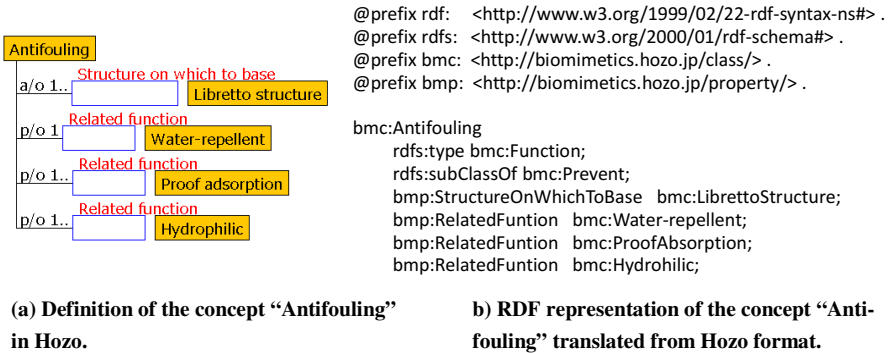 Antifouling
Structure on which to base
a/o 1..
Libretto structure
Related function
p/o 1
Water-repellent
Related function
p/o 1..
Proof adsorption
Related function
p/o 1..
Hydrophilic
@prefix rdf: <http://www.w3.org/1999/02/22-rdf-syntax-ns#> .
@prefix rdfs: <http://www.w3.org/2000/01/rdf-schema#> .
@prefix bmc: <http://biomimetics.hozo.jp/class/> .
@prefix bmp: <http://biomimetics.hozo.jp/property/> .
bmc:Antifouling
rdfs:type bmc:Function;
rdfs:subClassOf bmc:Prevent;
bmp:StructureOnWhichToBase bmc:LibrettoStructure;
bmp:RelatedFuntion bmc:Water-repellent;
bmp:RelatedFuntion bmc:ProofAbsorption;
bmp:RelatedFuntion bmc:Hydrohilic;
(a) Definition of the concept “Antifouling”
in Hozo.
b) RDF representation of the concept “Anti-
fouling” translated from Hozo format.